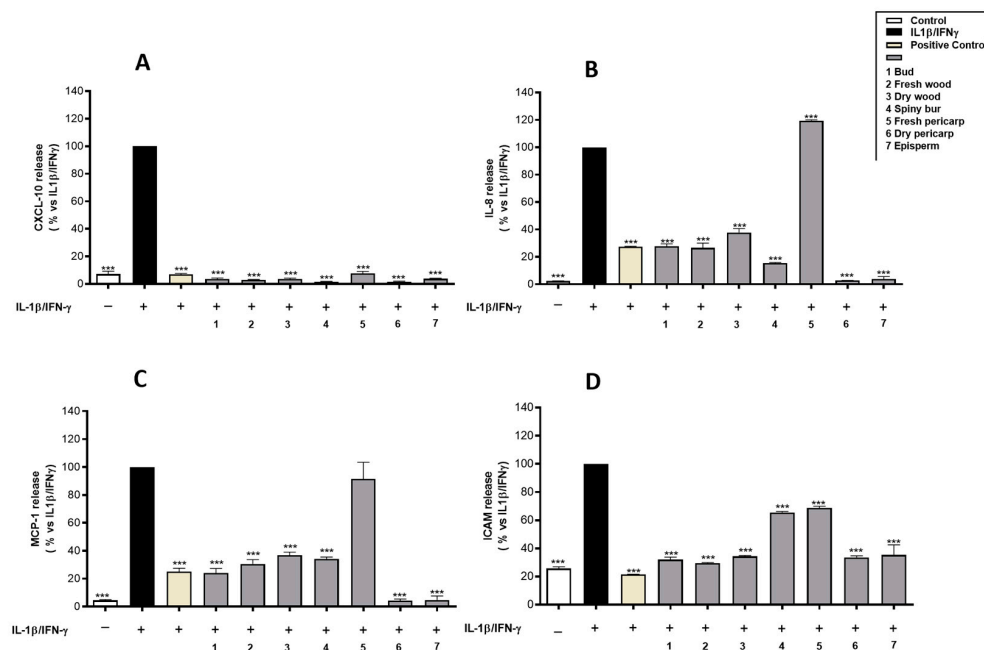 Control
IL1β/IFNγ
Positive Control
1 Bud
2 Fresh wood
3 Dry wood
4 Spiny bur
5 Fresh pericarp
6 Dry pericarp
7 Episperm
A
CXCL-10 release
( % vs IL1β/IFNγ)
140
120
100
80
60
40
20
0
*** *** *** *** *** *** *** *** ***
IL-1β/IFN-γ − + + + + + + + + +
1 2 3 4 5 6 7
B
IL-8 release
( % vs IL1β/IFNγ)
140
120
100
80
60
40
20
0
*** *** *** *** *** *** *** *** ***
IL-1β/IFN-γ − + + + + + + + + +
1 2 3 4 5 6 7
C
MCP-1 release
( % vs IL1β/IFNγ)
140
120
100
80
60
40
20
0
*** *** *** *** *** *** *** ***
IL-1β/IFN-γ − + + + + + + + + +
1 2 3 4 5 6 7
D
ICAM release
( % vs IL1β/IFNγ)
140
120
100
80
60
40
20
0
*** *** *** *** *** *** *** *** ***
IL-1β/IFN-γ − + + + + + + + + +
1 2 3 4 5 6 7